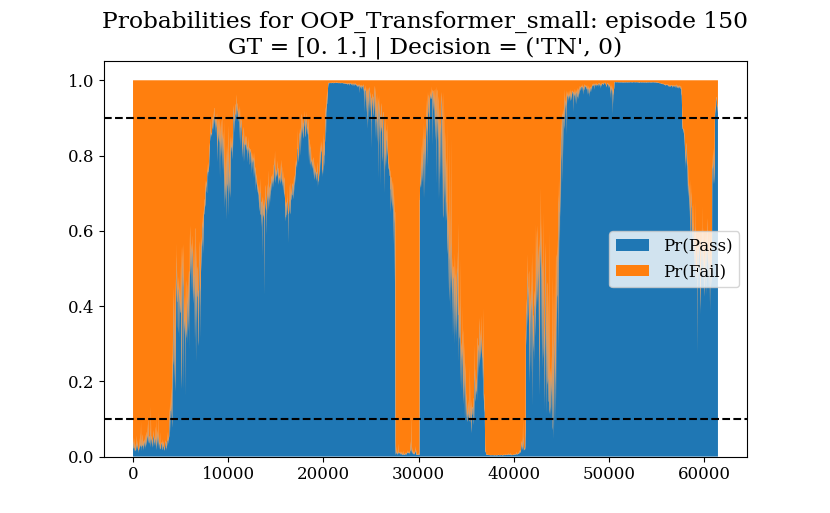 Probabilities for OOP_Transformer_small: episode 150
GT = [0. 1.] | Decision = ('TN', 0)
1.0
0.8
0.6
0.4
0.2
0.0
Pr(Pass)
Pr(Fail)
0 10000 20000 30000 40000 50000 60000